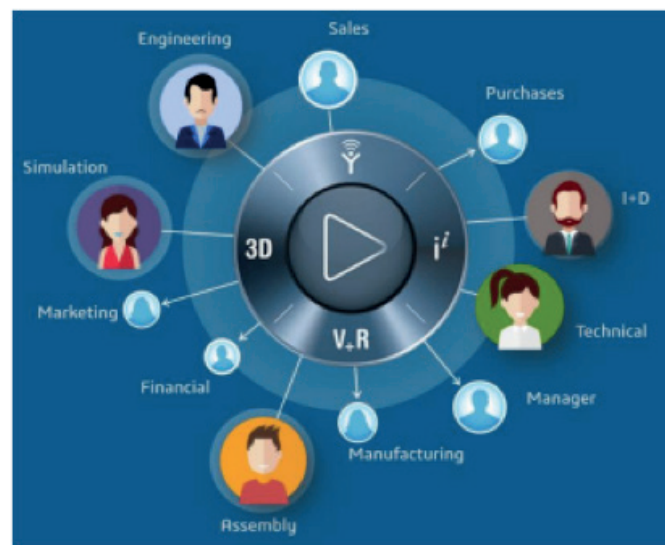 Sales
Engineering
Purchases
Simulation
I+D
3D
i²
Marketing
V+R
Technical
Financial
Manager
Manufacturing
Assembly